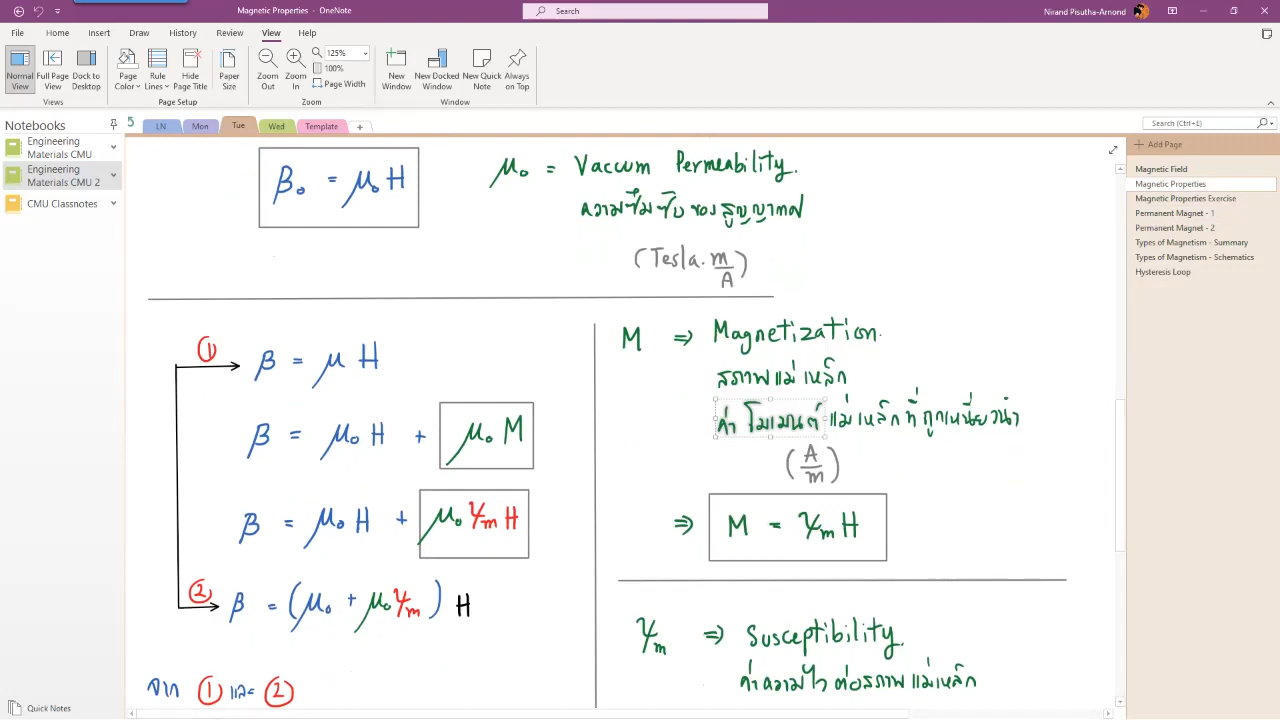 Magnetic Properties - OneNote
Search
Nirand Pisutha-Arnond
File Home Insert Draw History Review View Help
Normal View
Full Page View
Dock to Desktop
Views
Page Color
Rule Lines
Hide Page Title
Paper Size
Page Setup
Zoom Out
Zoom In
125%
100%
Page Width
Zoom
New Window
New Docked Window
New Quick Note
Always on Top
Window
Notebooks
Engineering Materials CMU
Engineering Materials CMU 2
CMU Classnotes
Quick Notes
5 LN Mon Tue Wed Template +
Search (Ctrl+E)
Add Page
Magnetic Field
Magnetic Properties
Magnetic Properties Exercise
Permanent Magnet - 1
Permanent Magnet - 2
Types of Magnetism - Summary
Types of Magnetism - Schematics
Hysteresis Loop
β₀ = μ₀ H
μ₀ = Vaccum Permeability.
ความซึมซับ ของ สูญญากาศ
(Tesla.m/A)
① β = μ H
β = μ₀ H + μ₀ M
β = μ₀ H + μ₀ χm H
② β = (μ₀ + μ₀ χm) H
จาก ① และ ②
M ⇒ Magnetization.
สภาพแม่เหล็ก
ค่า โมเมนต์ แม่เหล็กที่ ถูกเหนี่ยวนำ
(A/m)
⇒ M = χm H
χm ⇒ Susceptibility.
ค่าความไว ต่อสภาพแม่เหล็ก